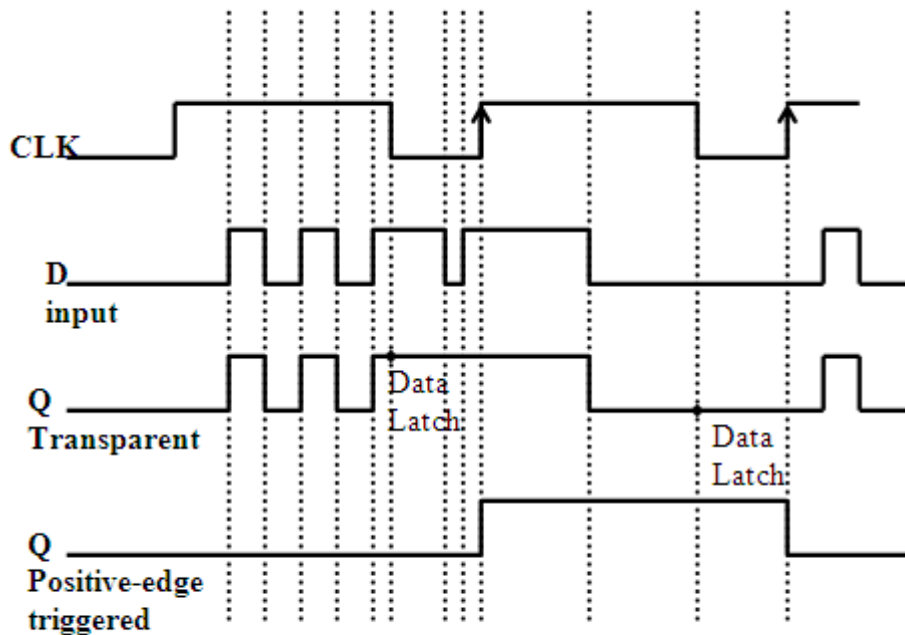 CLK
D
input
Q
Transparent
Data
Latch
Data
Latch
Q
Positive-edge
triggered